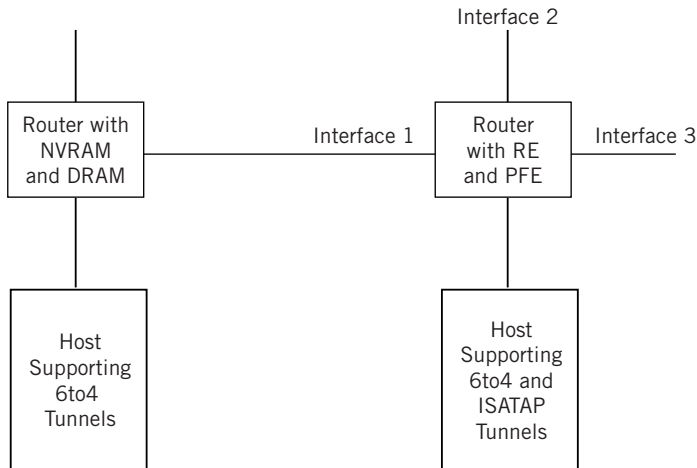 Interface 2
Router with
NVRAM
and DRAM
Interface 1
Router
with RE
and PFE
Interface 3
Host
Supporting
6to4
Tunnels
Host
Supporting
6to4 and
ISATAP
Tunnels